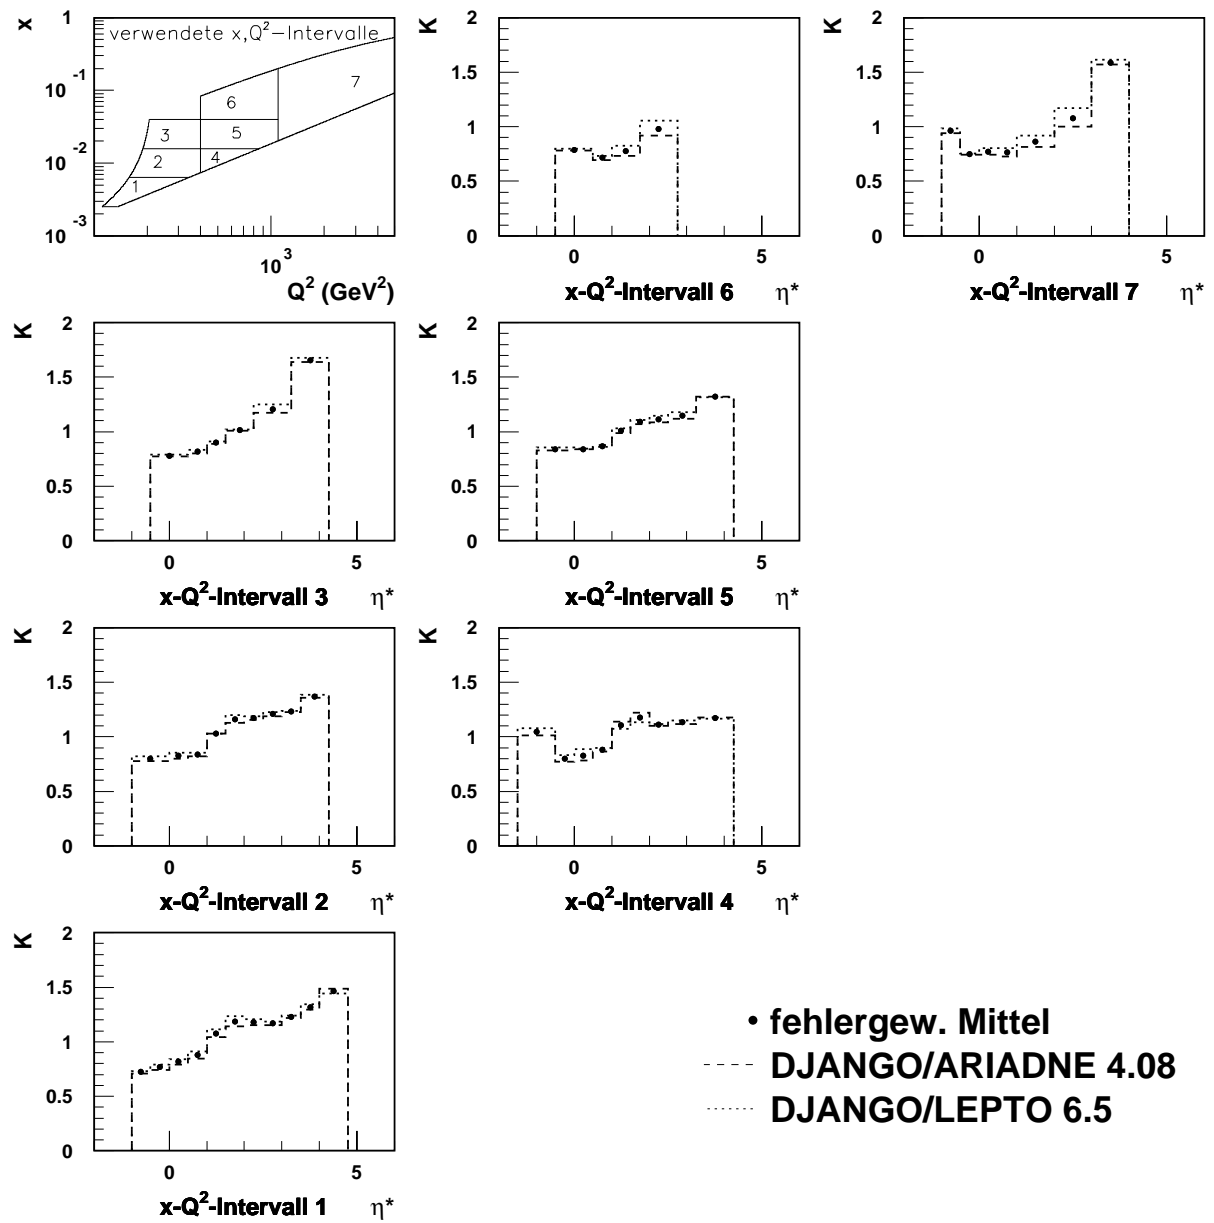 x
1
10⁻¹
10⁻²
10⁻³
verwendete x,Q²–Intervalle
6
7
3
5
2
4
1
10³
Q² (GeV²)
K
2
1.5
1
0.5
0
0
5
x-Q²-Intervall 6
η*
K
2
1.5
1
0.5
0
0
5
x-Q²-Intervall 7
η*
K
2
1.5
1
0.5
0
0
5
x-Q²-Intervall 3
η*
K
2
1.5
1
0.5
0
0
5
x-Q²-Intervall 5
η*
K
2
1.5
1
0.5
0
0
5
x-Q²-Intervall 2
η*
K
2
1.5
1
0.5
0
0
5
x-Q²-Intervall 4
η*
K
2
1.5
1
0.5
0
0
5
x-Q²-Intervall 1
η*
fehlergew. Mittel
DJANGO/ARIADNE 4.08
DJANGO/LEPTO 6.5